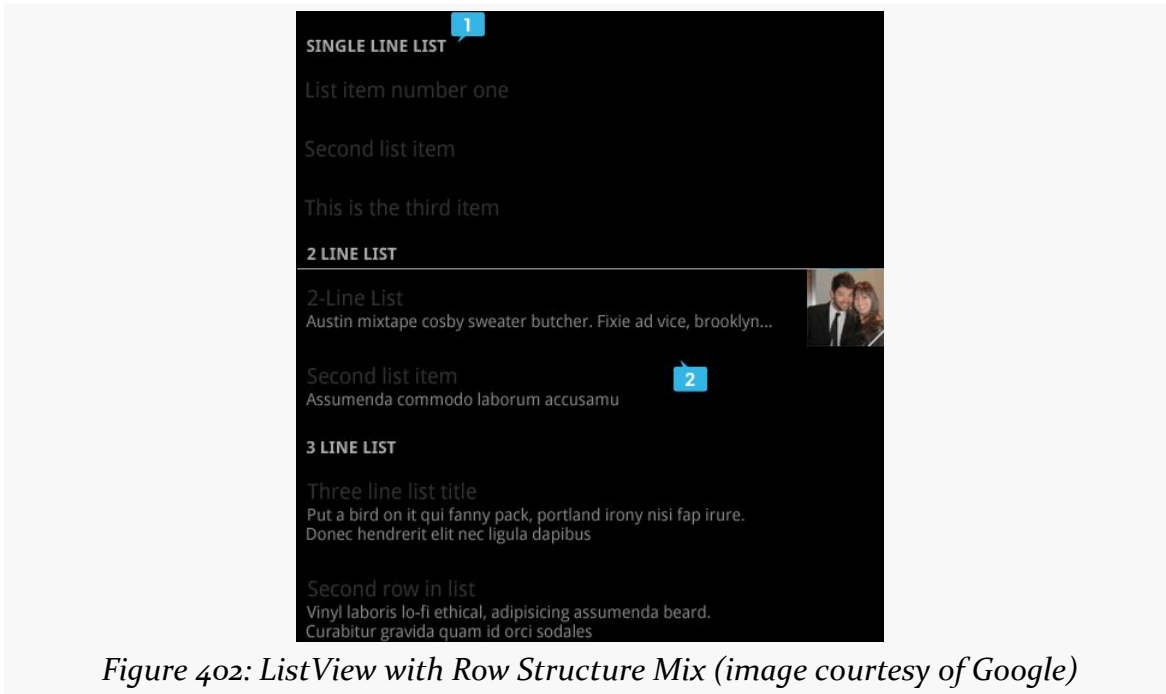 1
SINGLE LINE LIST
List item number one
Second list item
This is the third item
2 LINE LIST
2-Line List
Austin mixtape cosby sweater butcher. Fixie ad vice, brooklyn...
Second list item
2
Assumenda commodo laborum accusamu
3 LINE LIST
Three line list title
Put a bird on it qui fanny pack, portland irony nisi fap irure.
Donec hendrerit elit nec ligula dapibus
Second row in list
Vinyl laboris lo-fi ethical, adipisicing assumenda beard.
Curabitur gravida quam id orci sodales
Figure 402: ListView with Row Structure Mix (image courtesy of Google)